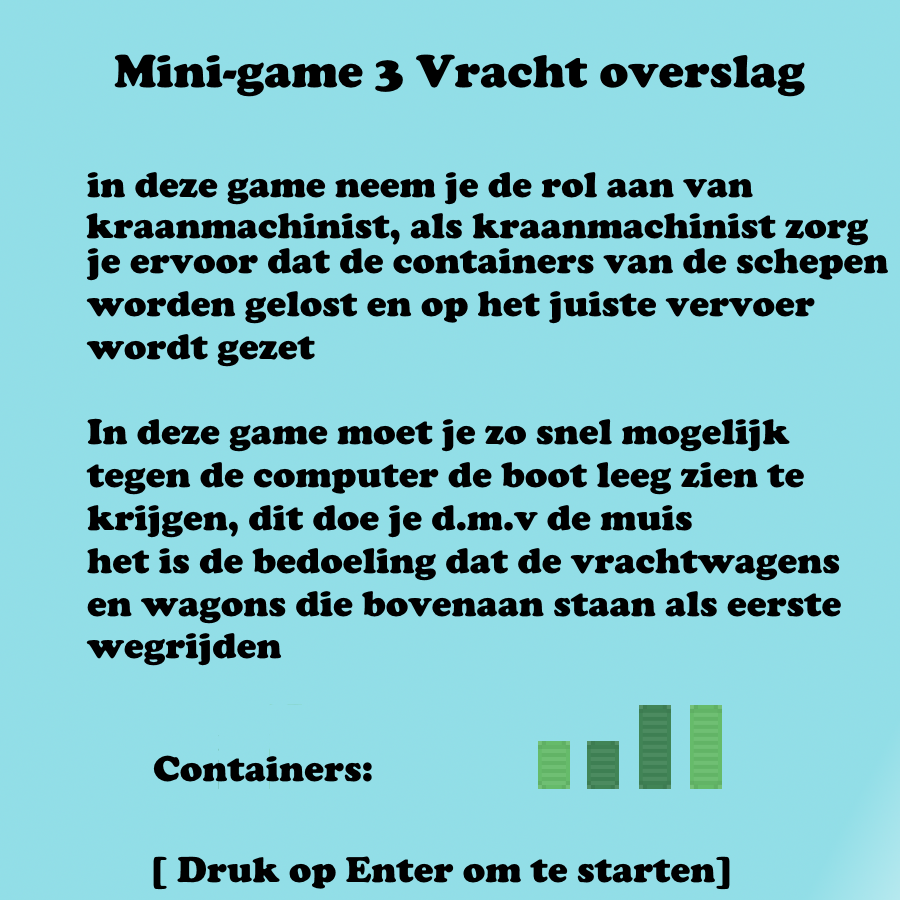 Mini-game 3 Vracht overslag
in deze game neem je de rol aan van
kraanmachinist, als kraanmachinist zorg
je ervoor dat de containers van de schepen
worden gelost en op het juiste vervoer
wordt gezet
In deze game moet je zo snel mogelijk
tegen de computer de boot leeg zien te
krijgen, dit doe je d.m.v de muis
het is de bedoeling dat de vrachtwagens
en wagons die bovenaan staan als eerste
wegrijden
Containers:
[ Druk op Enter om te starten]